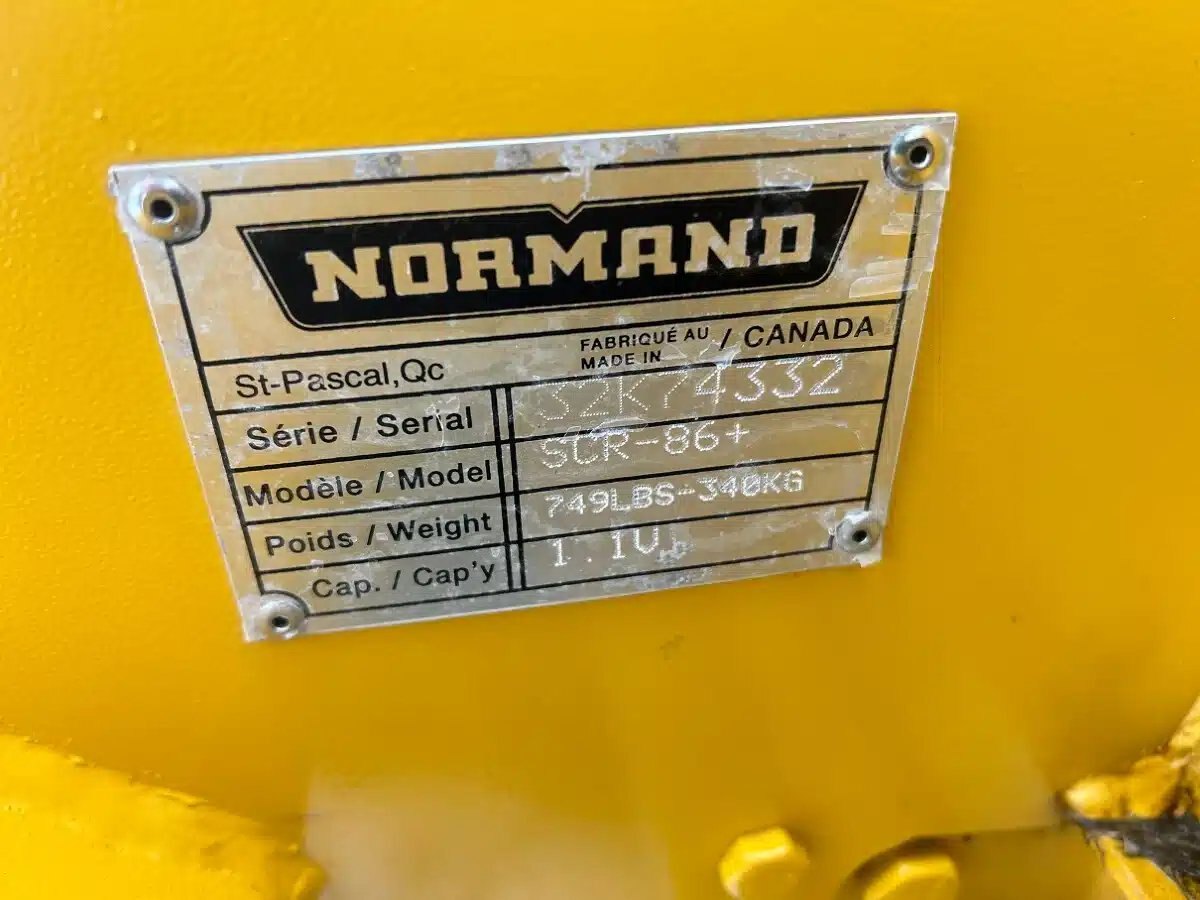 NORMAND
St-Pascal,Qc FABRIQUÉ AU / CANADA
MADE IN
Série / Serial 32K74332
Modèle / Model SCR-86+
Poids / Weight 749LBS-340KG
Cap. / Cap'y 1.1V